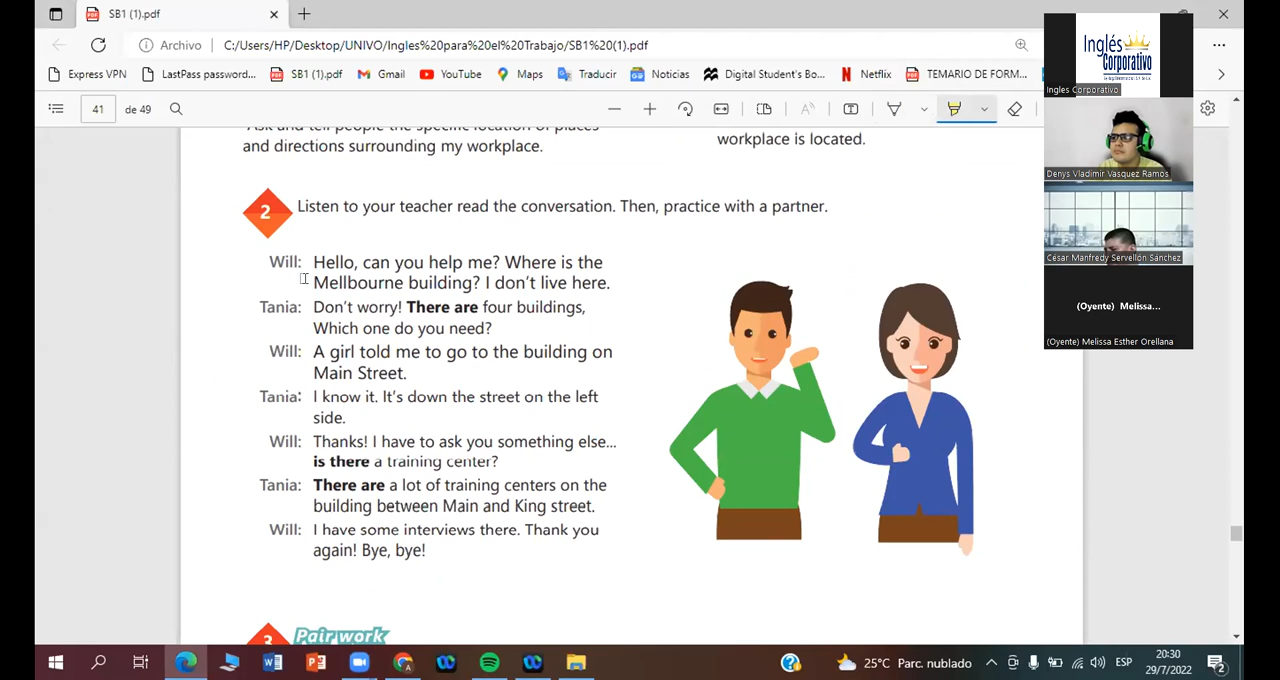 SB1 (1).pdf
Archivo
C:/Users/HP/Desktop/UNIVO/Ingles%20para%20el%20Trabajo/SB1%20(1).pdf
Express VPN
LastPass password...
SB1 (1).pdf
Gmail
YouTube
Maps
Traducir
Noticias
Digital Student's Bo...
Netflix
TEMARIO DE FORM...
41
de 49
Inglés
Corporativo
Ingles Corporativo
Denys Vladimir Vasquez Ramos
César Manfredy Servellón Sánchez
(Oyente) Melissa...
(Oyente) Melissa Esther Orellana
Ask and tell people the specific location of places
and directions surrounding my workplace.
workplace is located.
2
Listen to your teacher read the conversation. Then, practice with a partner.
Will: Hello, can you help me? Where is the
Mellbourne building? I don't live here.
Tania: Don't worry! There are four buildings,
Which one do you need?
Will: A girl told me to go to the building on
Main Street.
Tania: I know it. It's down the street on the left
side.
Will: Thanks! I have to ask you something else...
is there a training center?
Tania: There are a lot of training centers on the
building between Main and King street.
Will: I have some interviews there. Thank you
again! Bye, bye!
3
Pair work
25°C Parc. nublado
ESP
20:30
29/7/2022
2